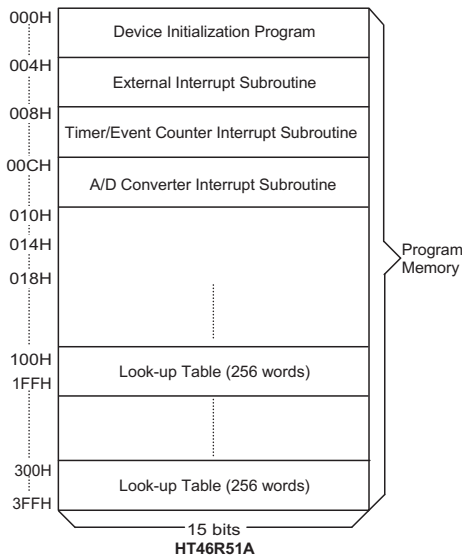 000H
Device Initialization Program
004H
External Interrupt Subroutine
008H
Timer/Event Counter Interrupt Subroutine
00CH
A/D Converter Interrupt Subroutine
010H
014H
Program
Memory
018H
100H
Look-up Table (256 words)
1FFH
300H
Look-up Table (256 words)
3FFH
15 bits
HT46R51A